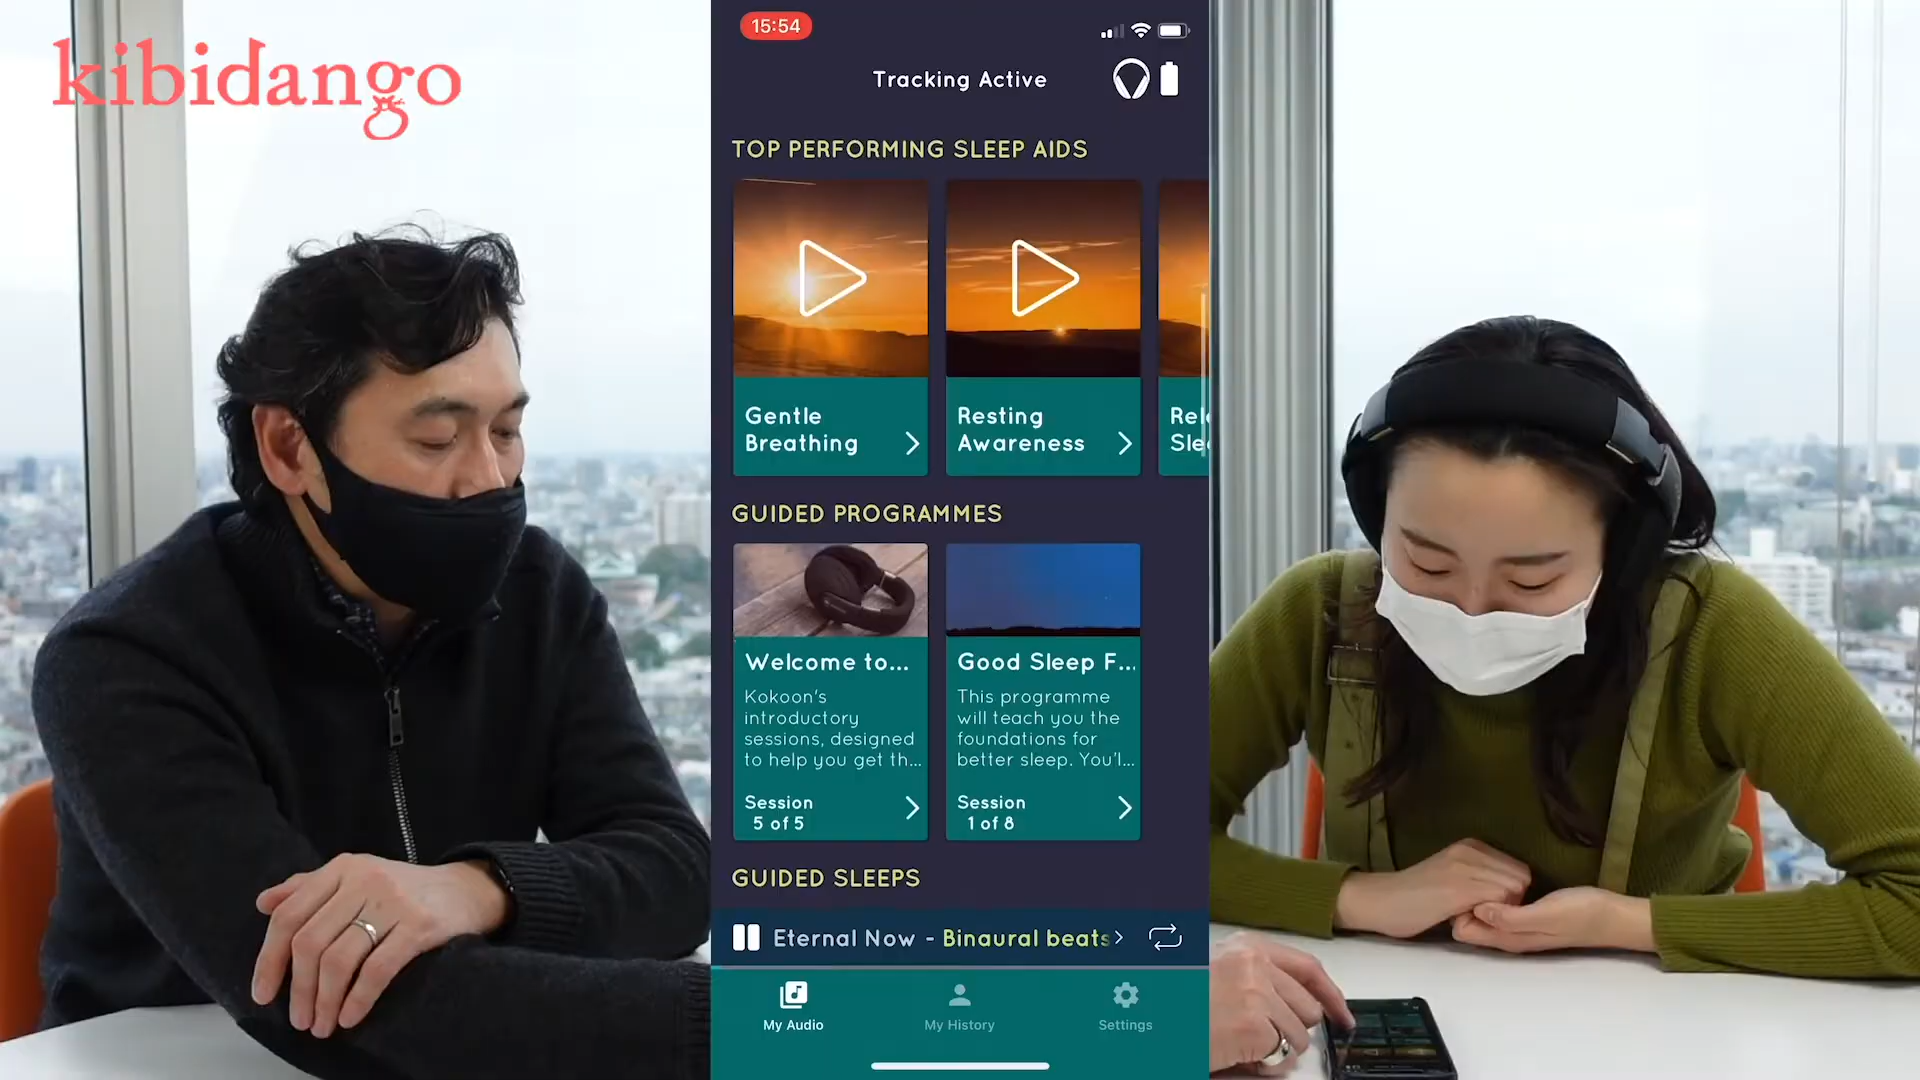 kibidango
15:54
Tracking Active
TOP PERFORMING SLEEP AIDS
Gentle
Breathing
Resting
Awareness
GUIDED PROGRAMMES
Welcome to...
Kokoon's
introductory
sessions, designed
to help you get th...
Session
5 of 5
Good Sleep F...
This programme
will teach you the
foundations for
better sleep. You'l...
Session
1 of 8
GUIDED SLEEPS
Eternal Now - Binaural beats
My Audio
My History
Settings